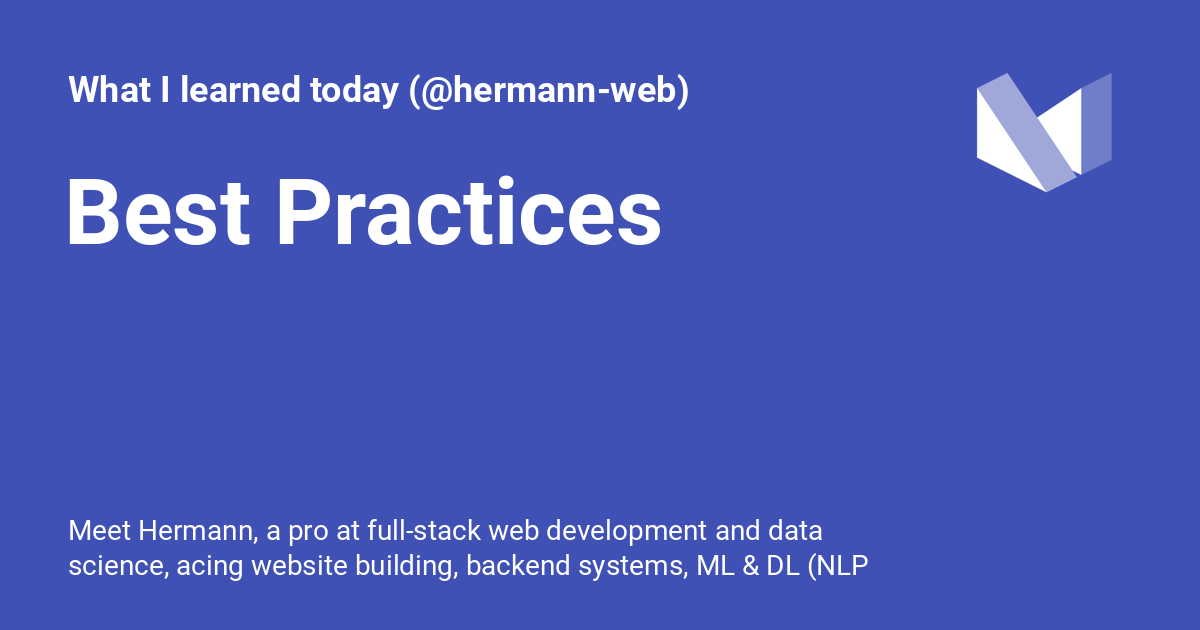 What I learned today (@hermann-web)
Best Practices
Meet Hermann, a pro at full-stack web development and data
science, acing website building, backend systems, ML & DL (NLP